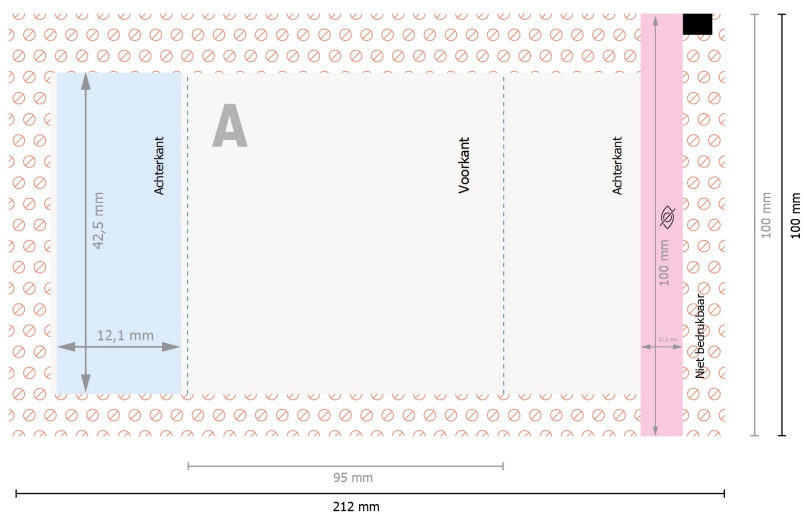 A
Achterkant
Voorkant
Achterkant
42,5 mm
12,1 mm
100 mm
Niet bedrukbaar
100 mm
100 mm
95 mm
212 mm